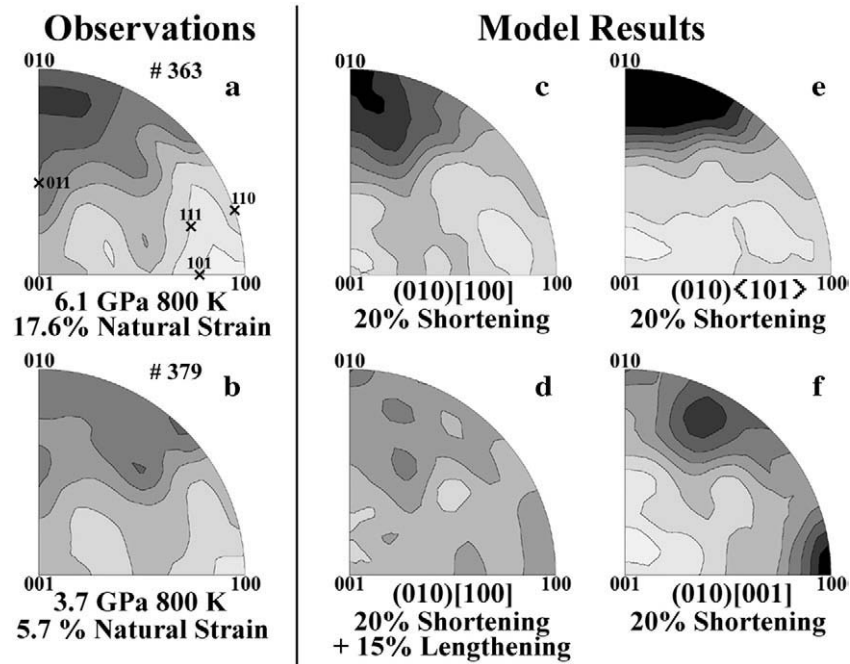 Observations
Model Results
010
# 363
a
×011
110
×
111
×
101
×
001
100
6.1 GPa 800 K
17.6% Natural Strain
010
c
001
100
(010)[100]
20% Shortening
010
e
001
100
(010)<101>
20% Shortening
010
# 379
b
001
100
3.7 GPa 800 K
5.7 % Natural Strain
010
d
001
100
(010)[100]
20% Shortening
+ 15% Lengthening
010
f
001
100
(010)[001]
20% Shortening